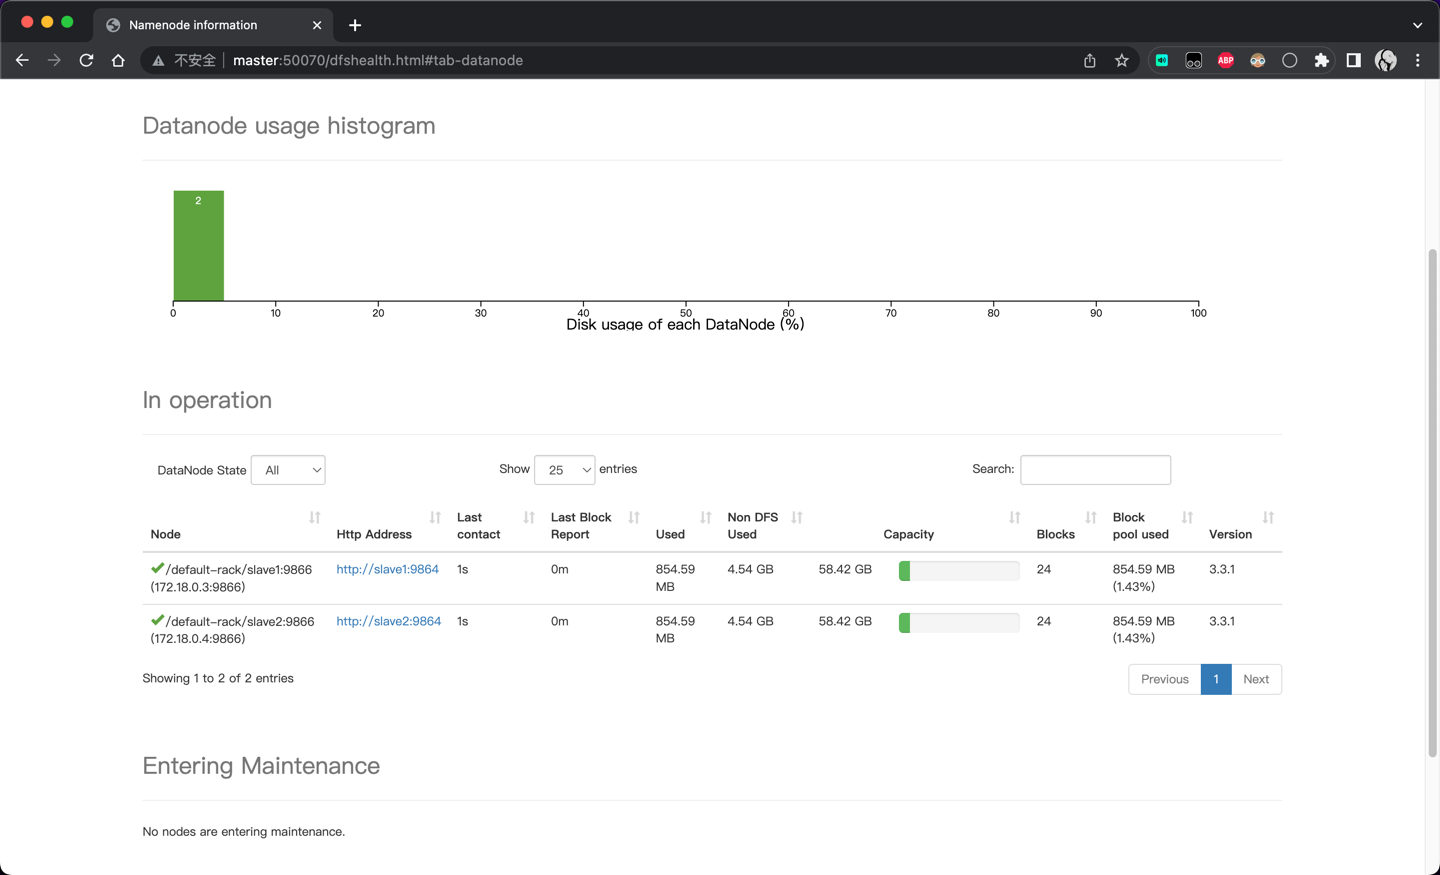 Namenode information
不安全
master:50070/dfshealth.html#tab-datanode
ABP
Datanode usage histogram
2
0 10 20 30 40 50 60 70 80 90 100
Disk usage of each DataNode (%)
In operation
DataNode State All Show 25 entries Search:
Node Http Address Last contact Last Block Report Used Non DFS Used Capacity Blocks Block pool used Version
/default-rack/slave1:9866 http://slave1:9864 1s 0m 854.59 4.54 GB 58.42 GB 24 854.59 MB 3.3.1
(172.18.0.3:9866) MB (1.43%)
/default-rack/slave2:9866 http://slave2:9864 1s 0m 854.59 4.54 GB 58.42 GB 24 854.59 MB 3.3.1
(172.18.0.4:9866) MB (1.43%)
Showing 1 to 2 of 2 entries
Previous 1 Next
Entering Maintenance
No nodes are entering maintenance.